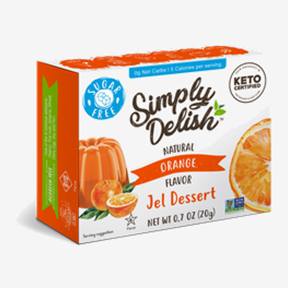 0g Net Carbs | 5 Calories per serving.
SUGAR
FREE
Simply
Delish
KETO
CERTIFIED
NATURAL
ORANGE
FLAVOR
Jel Dessert
NET WT 0.7 OZ (20g)
Serving suggestion